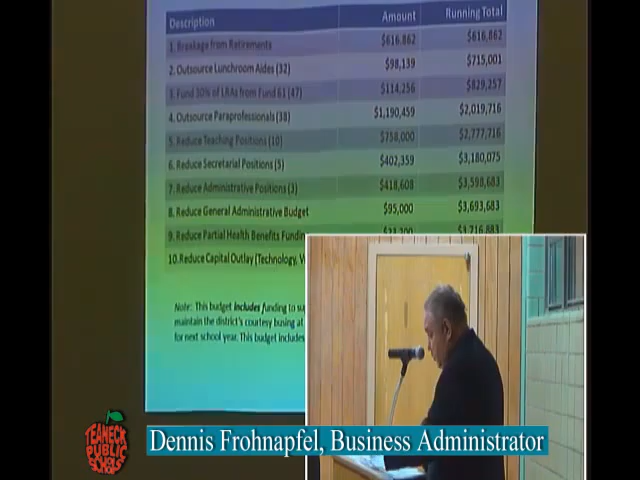 Description Amount Running Total
1. Breakage from Retirements $616,862 $616,862
2. Outsource Lunchroom Aides (32) $98,139 $715,001
3. Fund 30% of LRAs from Fund 61 (47) $114,256 $829,257
4. Outsource Paraprofessionals (38) $1,190,459 $2,019,716
5. Reduce Teaching Positions (10) $758,000 $2,777,716
6. Reduce Secretarial Positions (5) $402,359 $3,180,075
7. Reduce Administrative Positions (3) $418,608 $3,598,683
8. Reduce General Administrative Budget $95,000 $3,693,683
9. Reduce Partial Health Benefits Fundin $3,716,883
10. Reduce Capital Outlay (Technology, V
Note: This budget includes funding to su
maintain the district's courtesy busing at
for next school year. This budget includes
TEANECK
PUBLIC
SCHOOLS
Dennis Frohnapfel, Business Administrator